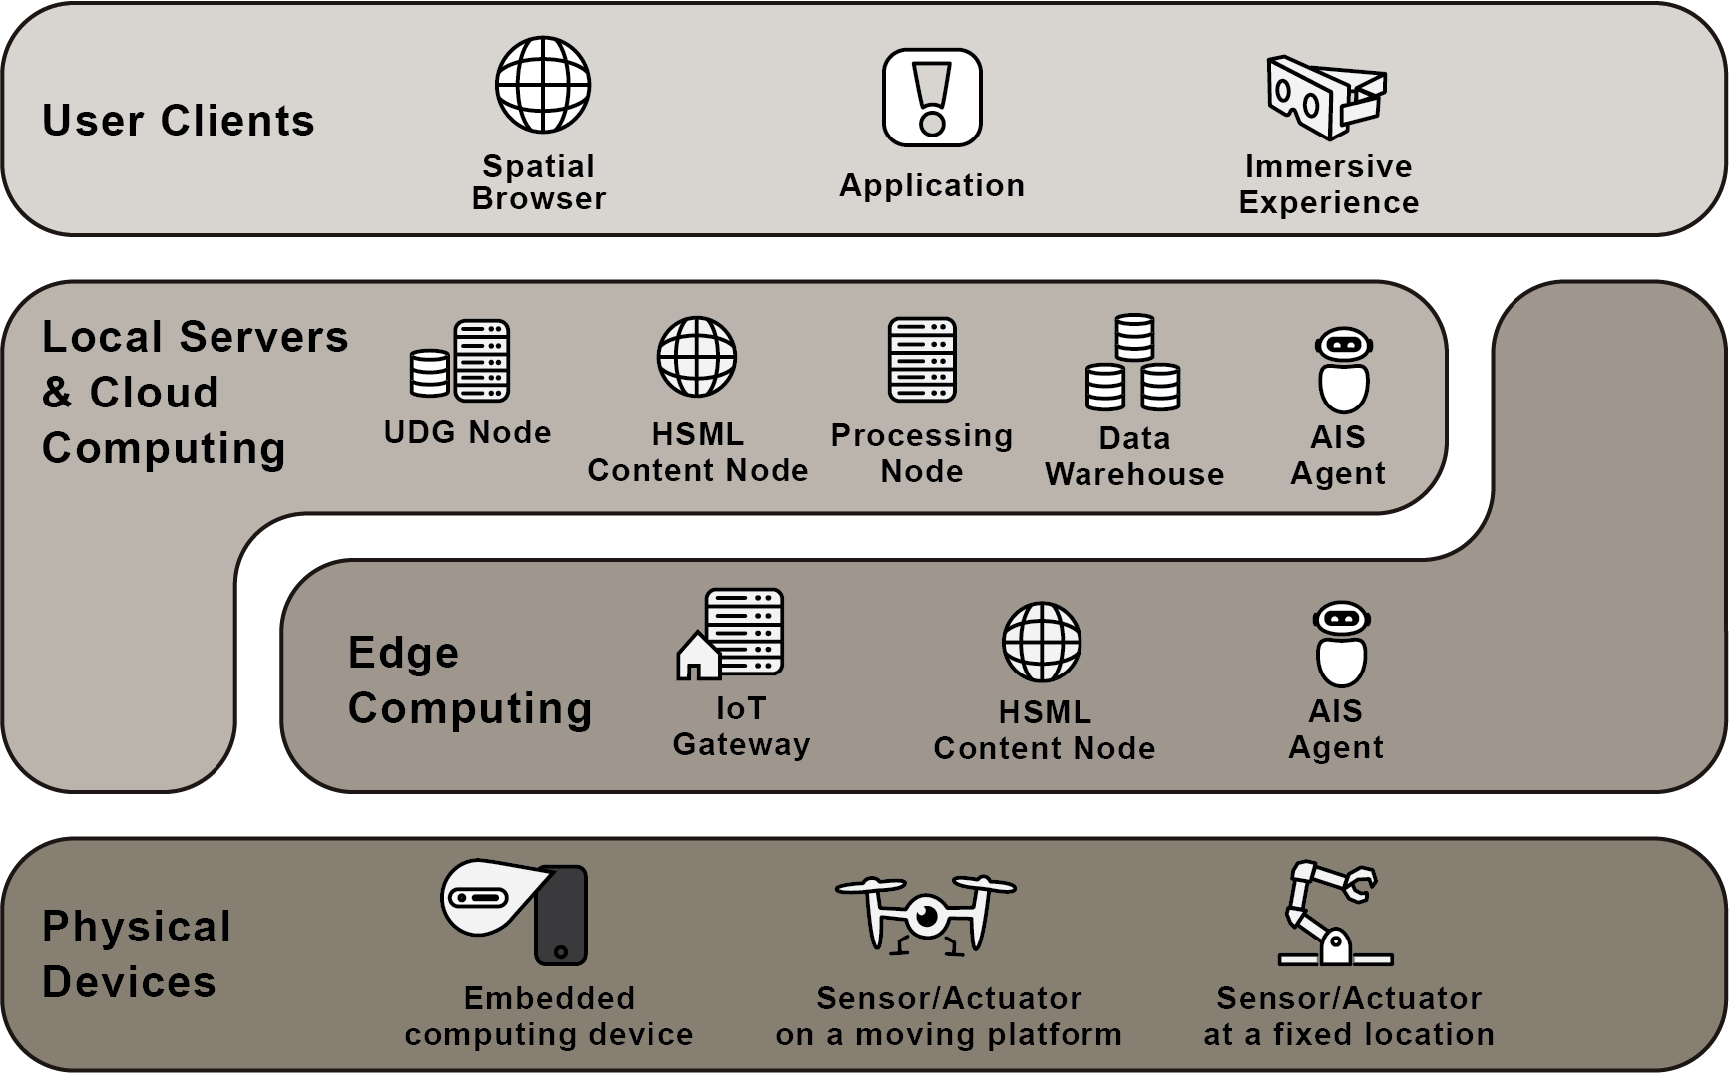 User Clients
Spatial
Browser
Application
Immersive
Experience
Local Servers
& Cloud
Computing
UDG Node
HSML
Content Node
Processing
Node
Data
Warehouse
AIS
Agent
Edge
Computing
IoT
Gateway
HSML
Content Node
AIS
Agent
Physical
Devices
Embedded
computing device
Sensor/Actuator
on a moving platform
Sensor/Actuator
at a fixed location